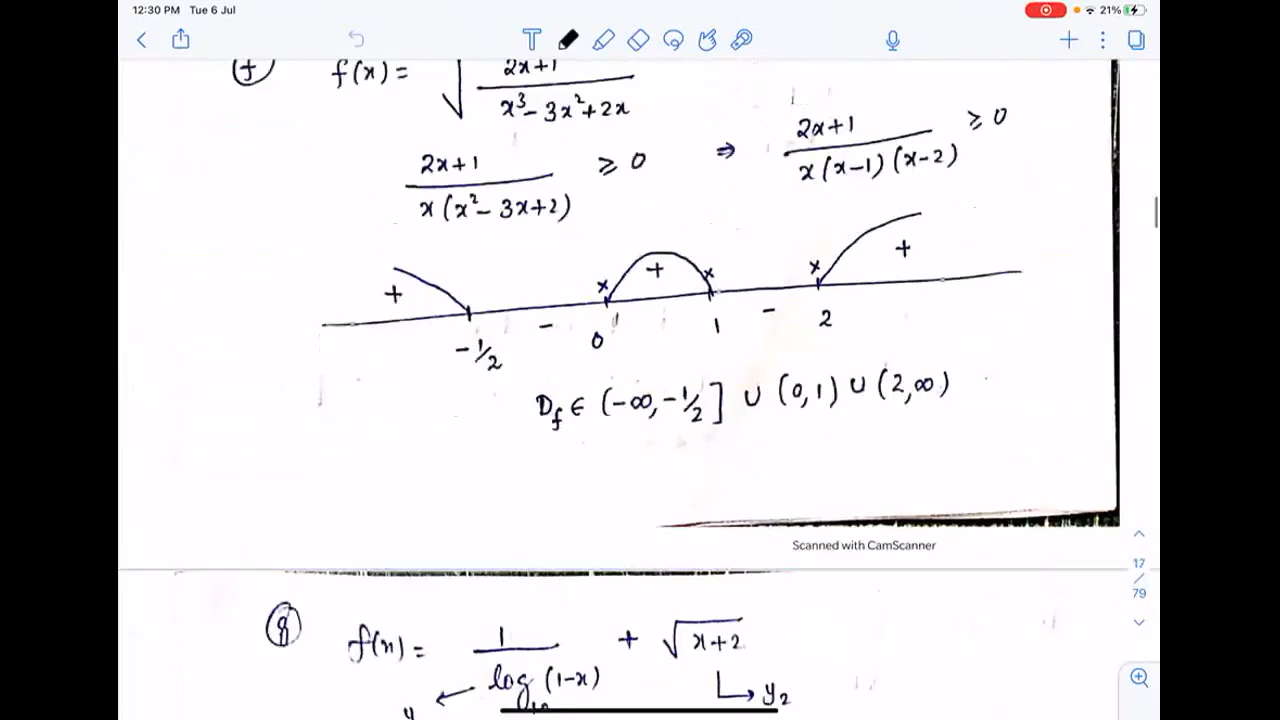 12:30 PM Tue 6 Jul
21%
(f) f(x) = √((2x+1)/(x³-3x²+2x))
(2x+1)/(x(x²-3x+2)) ≥ 0 ⇒ (2x+1)/(x(x-1)(x-2)) ≥ 0
+ - x + x - x +
-1/2 0 1 2
D_f ∈ (-∞, -1/2] ∪ (0,1) ∪ (2,∞)
Scanned with CamScanner
17
/
79
f(x) = 1/(log₁₀(1-x)) + √(x+2)
y ↳ y₂